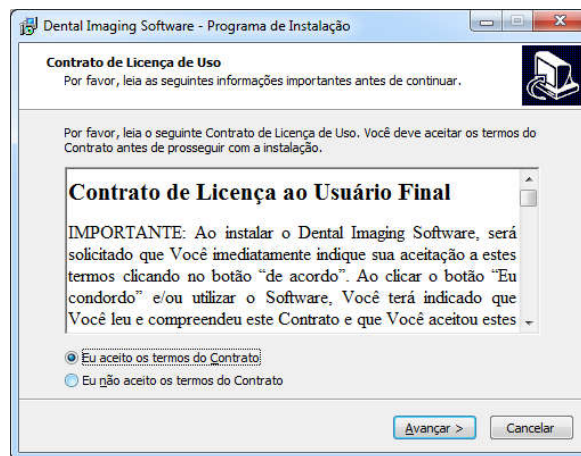 Dental Imaging Software - Programa de Instalação
Contrato de Licença de Uso
Por favor, leia as seguintes informações importantes antes de continuar.
Por favor, leia o seguinte Contrato de Licença de Uso. Você deve aceitar os termos do
Contrato antes de prosseguir com a instalação.
Contrato de Licença ao Usuário Final
IMPORTANTE: Ao instalar o Dental Imaging Software, será
solicitado que Você imediatamente indique sua aceitação a estes
termos clicando no botão “de acordo”. Ao clicar o botão “Eu
condordo” e/ou utilizar o Software, Você terá indicado que
Você leu e compreendeu este Contrato e que Você aceitou estes
Eu aceito os termos do Contrato
Eu não aceito os termos do Contrato
Avançar >
Cancelar